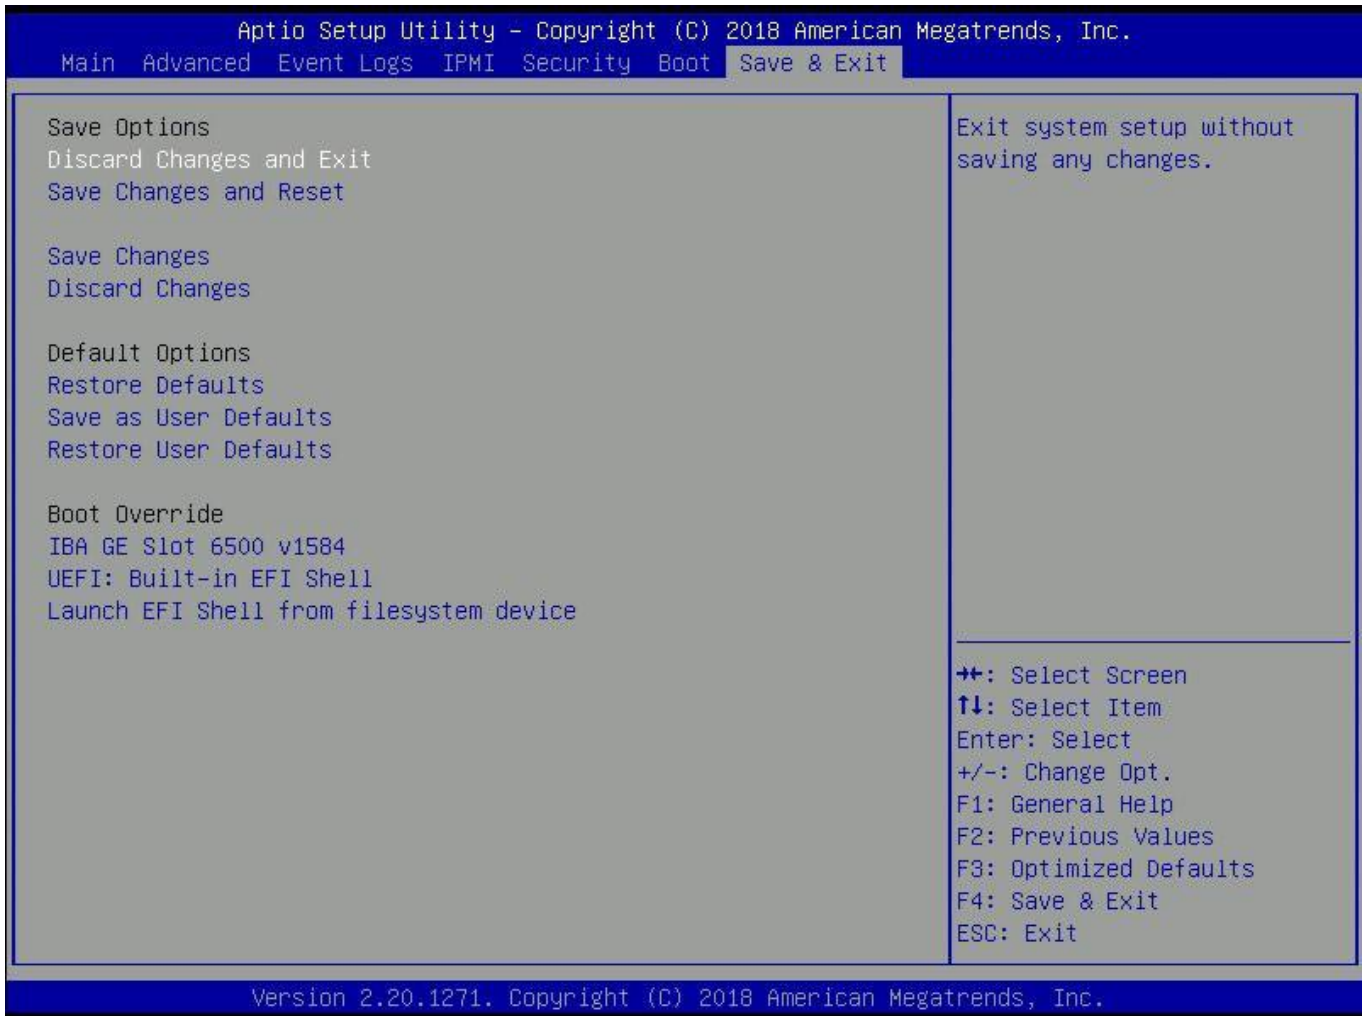 Aptio Setup Utility – Copyright (C) 2018 American Megatrends, Inc.
Main Advanced Event Logs IPMI Security Boot Save & Exit
Save Options
Discard Changes and Exit
Save Changes and Reset
Save Changes
Discard Changes
Default Options
Restore Defaults
Save as User Defaults
Restore User Defaults
Boot Override
IBA GE Slot 6500 v1584
UEFI: Built-in EFI Shell
Launch EFI Shell from filesystem device
Exit system setup without
saving any changes.
→←: Select Screen
↑↓: Select Item
Enter: Select
+/-: Change Opt.
F1: General Help
F2: Previous Values
F3: Optimized Defaults
F4: Save & Exit
ESC: Exit
Version 2.20.1271. Copyright (C) 2018 American Megatrends, Inc.